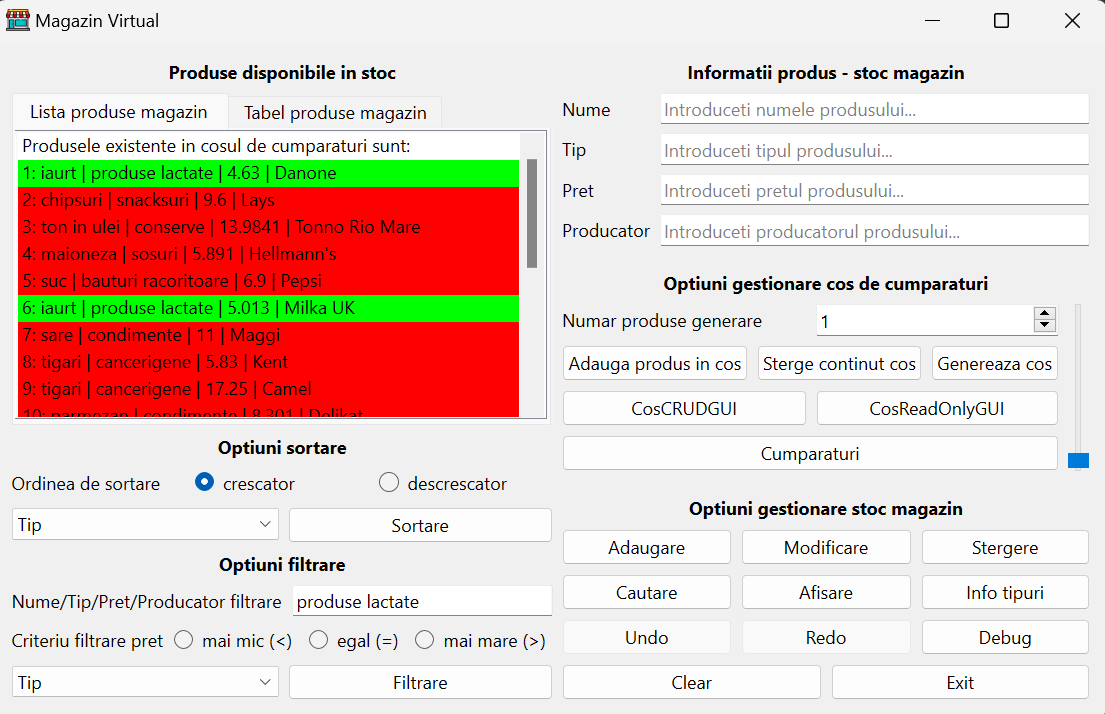 Magazin Virtual
Produse disponibile in stoc
Lista produse magazin
Tabel produse magazin
Produsele existente in cosul de cumparaturi sunt:
1: iaurt | produse lactate | 4.63 | Danone
2: chipsuri | snacksuri | 9.6 | Lays
3: ton in ulei | conserve | 13.9841 | Tonno Rio Mare
4: maioneza | sosuri | 5.891 | Hellmann's
5: suc | bauturi racoritoare | 6.9 | Pepsi
6: iaurt | produse lactate | 5.013 | Milka UK
7: sare | condimente | 11 | Maggi
8: tigari | cancerigene | 5.83 | Kent
9: tigari | cancerigene | 17.25 | Camel
10: parmezan | condimente | 8.301 | Delikat
Optiuni sortare
Ordinea de sortare
crescator
descrescator
Tip
Sortare
Optiuni filtrare
Nume/Tip/Pret/Producator filtrare
produse lactate
Criteriu filtrare pret
mai mic (<)
egal (=)
mai mare (>)
Tip
Filtrare
Informatii produs - stoc magazin
Nume
Introduceti numele produsului...
Tip
Introduceti tipul produsului...
Pret
Introduceti pretul produsului...
Producator
Introduceti producatorul produsului...
Optiuni gestionare cos de cumparaturi
Numar produse generare
1
Adauga produs in cos
Sterge continut cos
Genereaza cos
CosCRUDGUI
CosReadOnlyGUI
Cumparaturi
Optiuni gestionare stoc magazin
Adaugare
Modificare
Stergere
Cautare
Afisare
Info tipuri
Undo
Redo
Debug
Clear
Exit